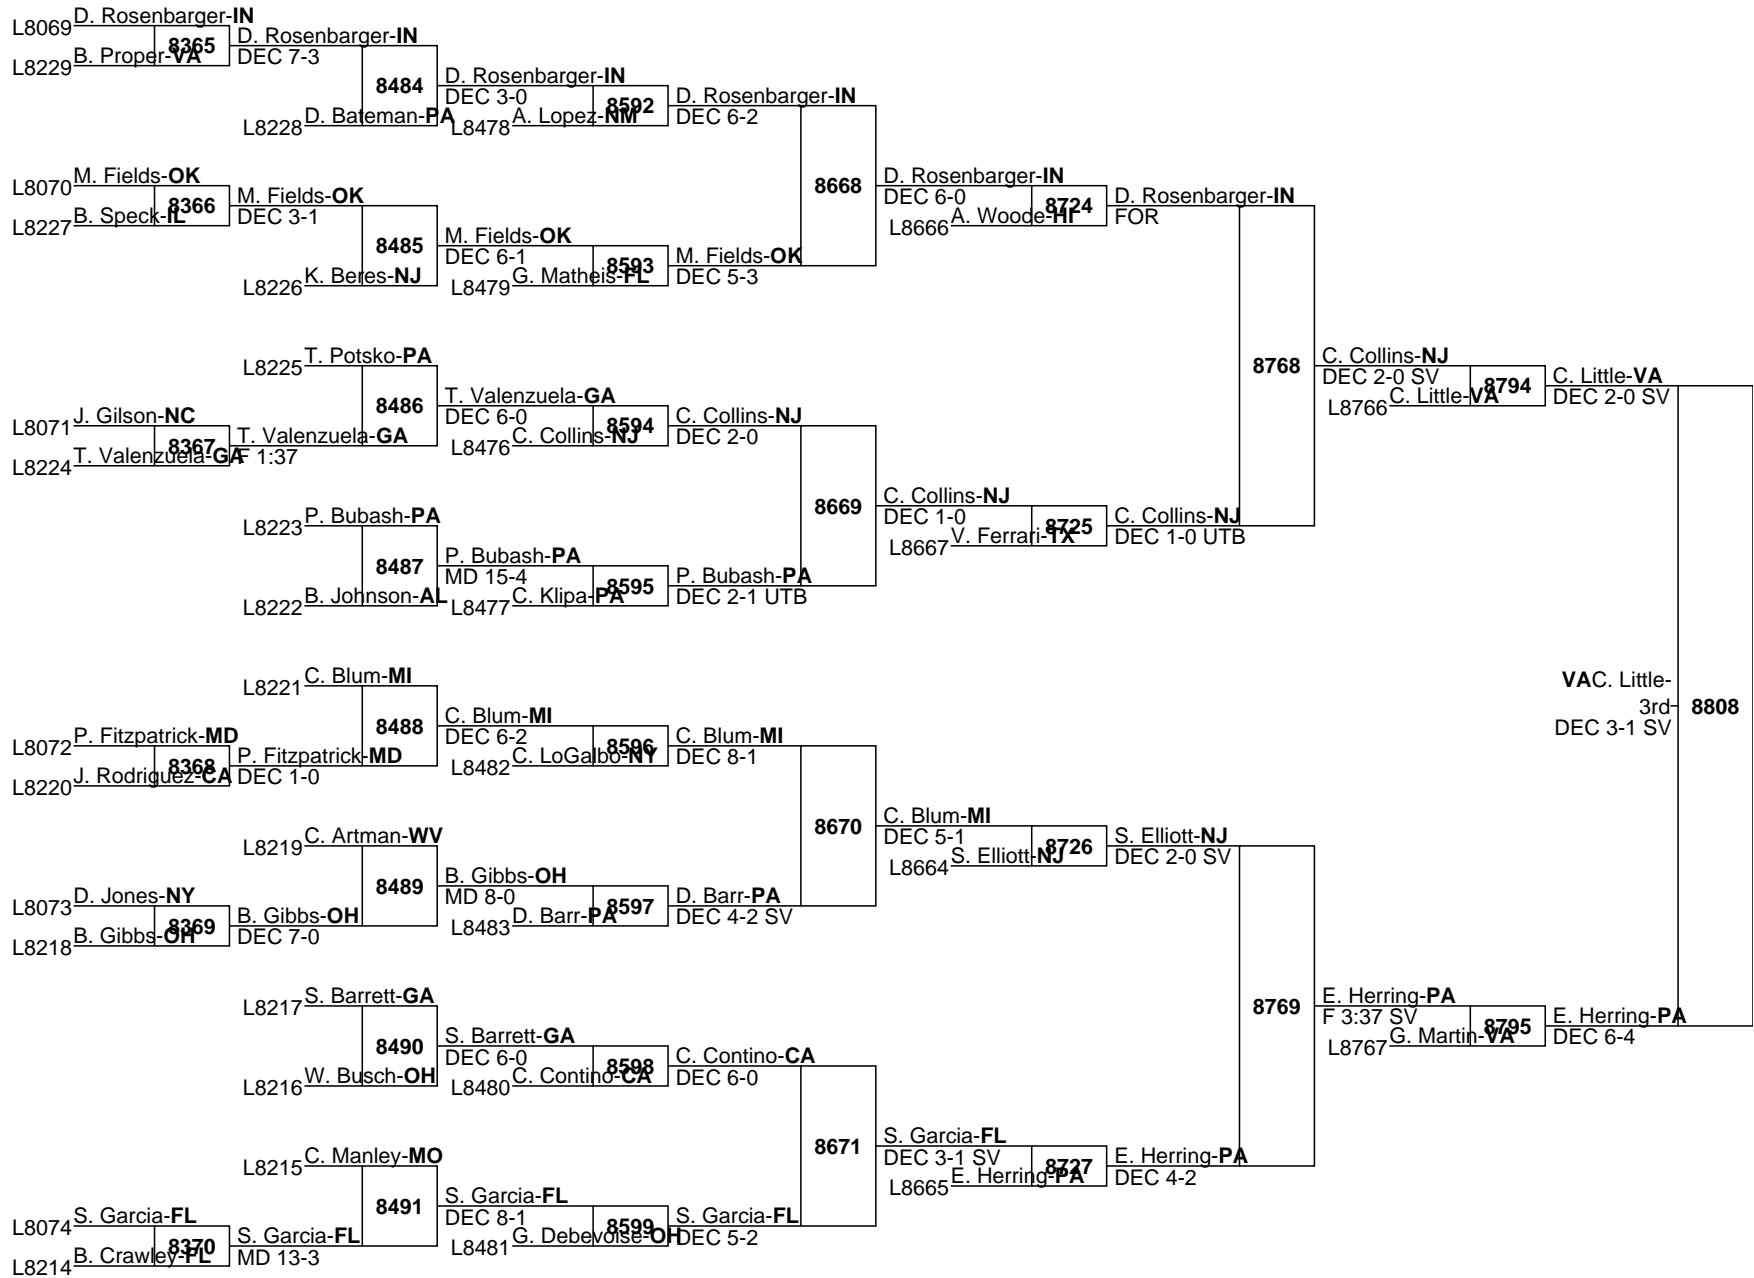 D. Rosenbarger-IN
L8069
8365
B. Proper-VA
L8229
D. Rosenbarger-IN
DEC 7-3
8484
D. Bateman-PA
L8228
D. Rosenbarger-IN
DEC 3-0
8592
A. Lopez-NM
L8478
D. Rosenbarger-IN
DEC 6-2
M. Fields-OK
L8070
8366
B. Speck-IL
L8227
M. Fields-OK
DEC 3-1
8485
K. Beres-NJ
L8226
M. Fields-OK
DEC 6-1
8593
G. Matheis-FL
L8479
M. Fields-OK
DEC 5-3
8668
D. Rosenbarger-IN
DEC 6-0
8724
A. Woode-HI
L8666
D. Rosenbarger-IN
FOR
T. Potsko-PA
L8225
8486
J. Gilson-NC
L8071
8367
T. Valenzuela-GA
L8224
T. Valenzuela-GA
F 1:37
T. Valenzuela-GA
DEC 6-0
8594
C. Collins-NJ
L8476
C. Collins-NJ
DEC 2-0
P. Bubash-PA
L8223
8487
B. Johnson-AL
L8222
P. Bubash-PA
MD 15-4
8595
C. Klipa-PA
L8477
P. Bubash-PA
DEC 2-1 UTB
8669
C. Collins-NJ
DEC 1-0
8725
V. Ferrari-TX
L8667
C. Collins-NJ
DEC 1-0 UTB
8768
C. Collins-NJ
DEC 2-0 SV
8794
C. Little-VA
L8766
C. Little-VA
DEC 2-0 SV
C. Blum-MI
L8221
8488
P. Fitzpatrick-MD
L8072
8368
J. Rodriguez-CA
L8220
P. Fitzpatrick-MD
DEC 1-0
C. Blum-MI
DEC 6-2
8596
C. LoGalbo-NY
L8482
C. Blum-MI
DEC 8-1
C. Artman-WV
L8219
8489
D. Jones-NY
L8073
8369
B. Gibbs-OH
L8218
B. Gibbs-OH
DEC 7-0
B. Gibbs-OH
MD 8-0
8597
D. Barr-PA
L8483
D. Barr-PA
DEC 4-2 SV
8670
C. Blum-MI
DEC 5-1
8726
S. Elliott-NJ
L8664
S. Elliott-NJ
DEC 2-0 SV
S. Barrett-GA
L8217
8490
W. Busch-OH
L8216
S. Barrett-GA
DEC 6-0
8598
C. Contino-CA
L8480
C. Contino-CA
DEC 6-0
C. Manley-MO
L8215
8491
S. Garcia-FL
L8074
8370
B. Crawley-FL
L8214
S. Garcia-FL
MD 13-3
S. Garcia-FL
DEC 8-1
8599
G. Debevoise-OH
L8481
S. Garcia-FL
DEC 5-2
8671
S. Garcia-FL
DEC 3-1 SV
8727
E. Herring-PA
L8665
E. Herring-PA
DEC 4-2
8769
E. Herring-PA
F 3:37 SV
8795
G. Martin-VA
L8767
E. Herring-PA
DEC 6-4
VAC. Little-
3rd
DEC 3-1 SV
8808